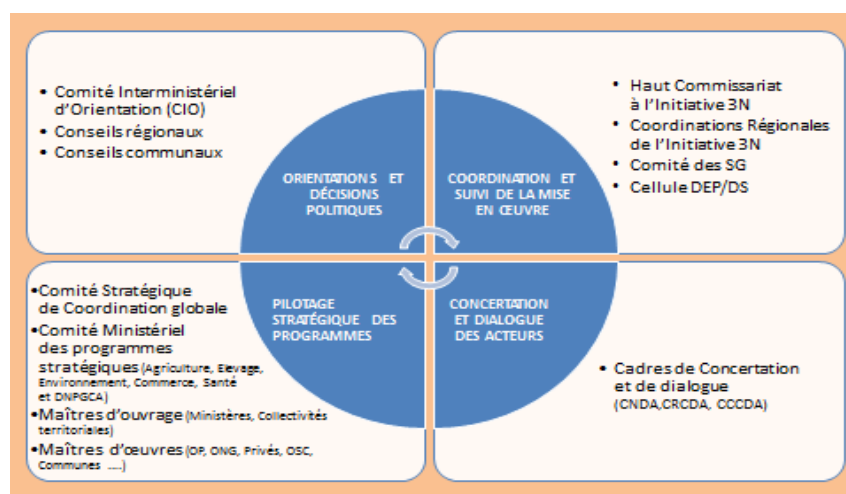 • Comité Interministériel
d'Orientation (CIO)
• Conseils régionaux
• Conseils communaux
ORIENTATIONS ET
DÉCISIONS
POLITIQUES
• Haut Commissariat
à l'Initiative 3N
• Coordinations Régionales
de l'Initiative 3N
• Comité des SG
• Cellule DEP/DS
COORDINATION ET
SUIVI DE LA MISE
EN ŒUVRE
•Comité Stratégique
de Coordination globale
•Comité Ministériel
des programmes
stratégiques (Agriculture, Elevage,
Environnement, Commerce, Santé
et DNPGCA)
•Maîtres d'ouvrage (Ministères, Collectivités
territoriales)
•Maîtres d'œuvres (OP, ONG, Privés, OSC,
Communes ....)
PILOTAGE
STRATÉGIQUE DES
PROGRAMMES
CONCERTATION
ET DIALOGUE
DES ACTEURS
• Cadres de Concertation
et de dialogue
(CNDA,CRCDA, CCCDA)